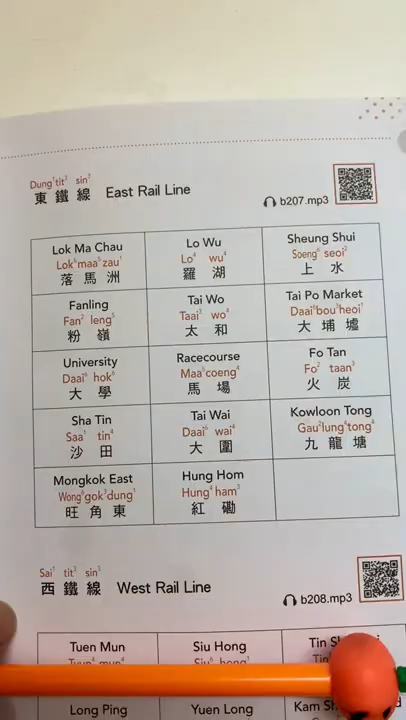 Dung¹ tit³ sin³
東 鐵 線 East Rail Line
b207.mp3
Lok Ma Chau
Lok⁶ maa⁵ zau¹
落 馬 洲
Lo Wu
Lo⁴ wu⁴
羅 湖
Sheung Shui
Soeng⁶ seoi²
上 水
Fanling
Fan² leng⁵
粉 嶺
Tai Wo
Taai³ wo⁴
太 和
Tai Po Market
Daai⁶ bou³ heoi¹
大 埔 墟
University
Daai⁶ hok⁶
大 學
Racecourse
Maa⁵ coeng⁴
馬 場
Fo Tan
Fo² taan³
火 炭
Sha Tin
Saa¹ tin⁴
沙 田
Tai Wai
Daai⁶ wai⁴
大 圍
Kowloon Tong
Gau² lung⁴ tong⁴
九 龍 塘
Mongkok East
Wong⁶ gok³ dung¹
旺 角 東
Hung Hom
Hung⁴ ham³
紅 磡
Sai¹ tit³ sin³
西 鐵 線 West Rail Line
b208.mp3
Tuen Mun
Siu Hong
Tin
Long Ping
Yuen Long
Kam